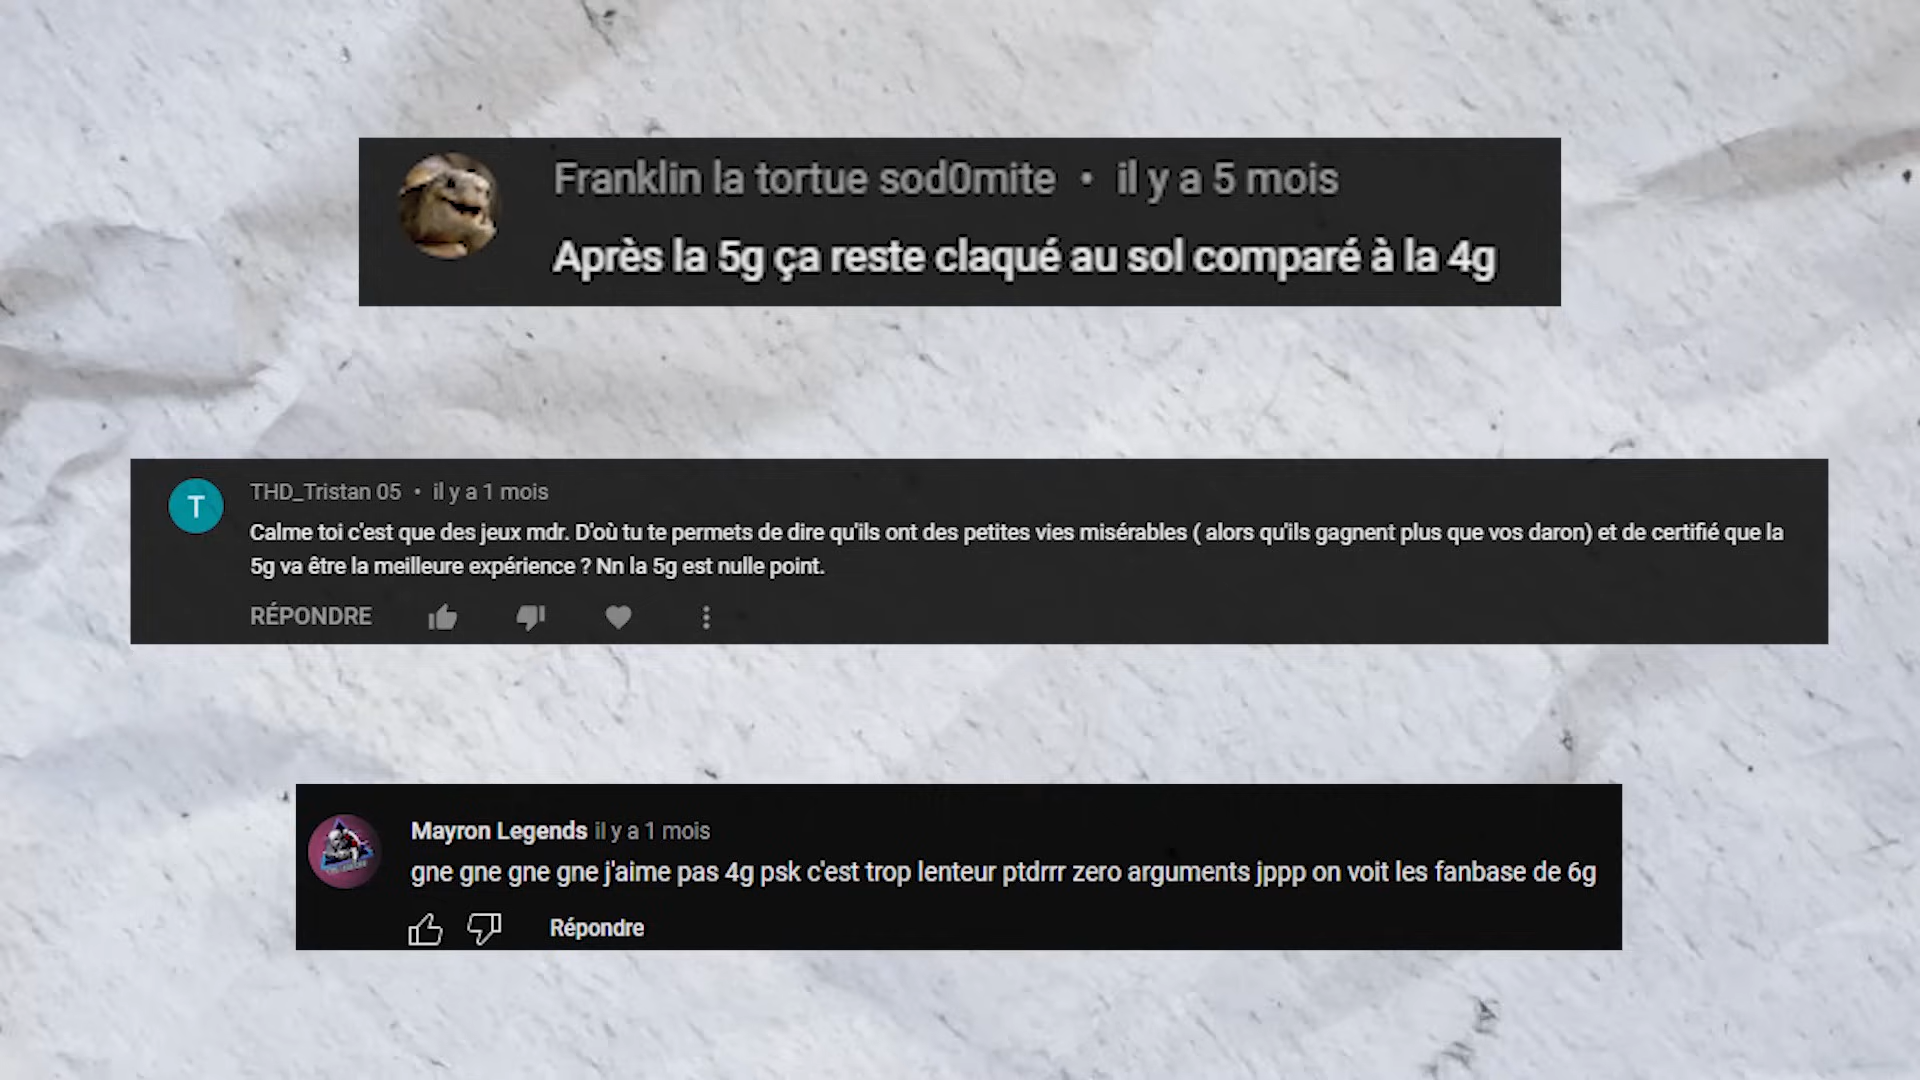 Franklin la tortue sod0mite • il y a 5 mois
Après la 5g ça reste claqué au sol comparé à la 4g
T
THD_Tristan 05 • il y a 1 mois
Calme toi c'est que des jeux mdr. D'où tu te permets de dire qu'ils ont des petites vies misérables ( alors qu'ils gagnent plus que vos daron) et de certifié que la
5g va être la meilleure expérience ? Nn la 5g est nulle point.
RÉPONDRE
Mayron Legends il y a 1 mois
gne gne gne gne j'aime pas 4g psk c'est trop lenteur ptdrrr zero arguments jppp on voit les fanbase de 6g
Répondre